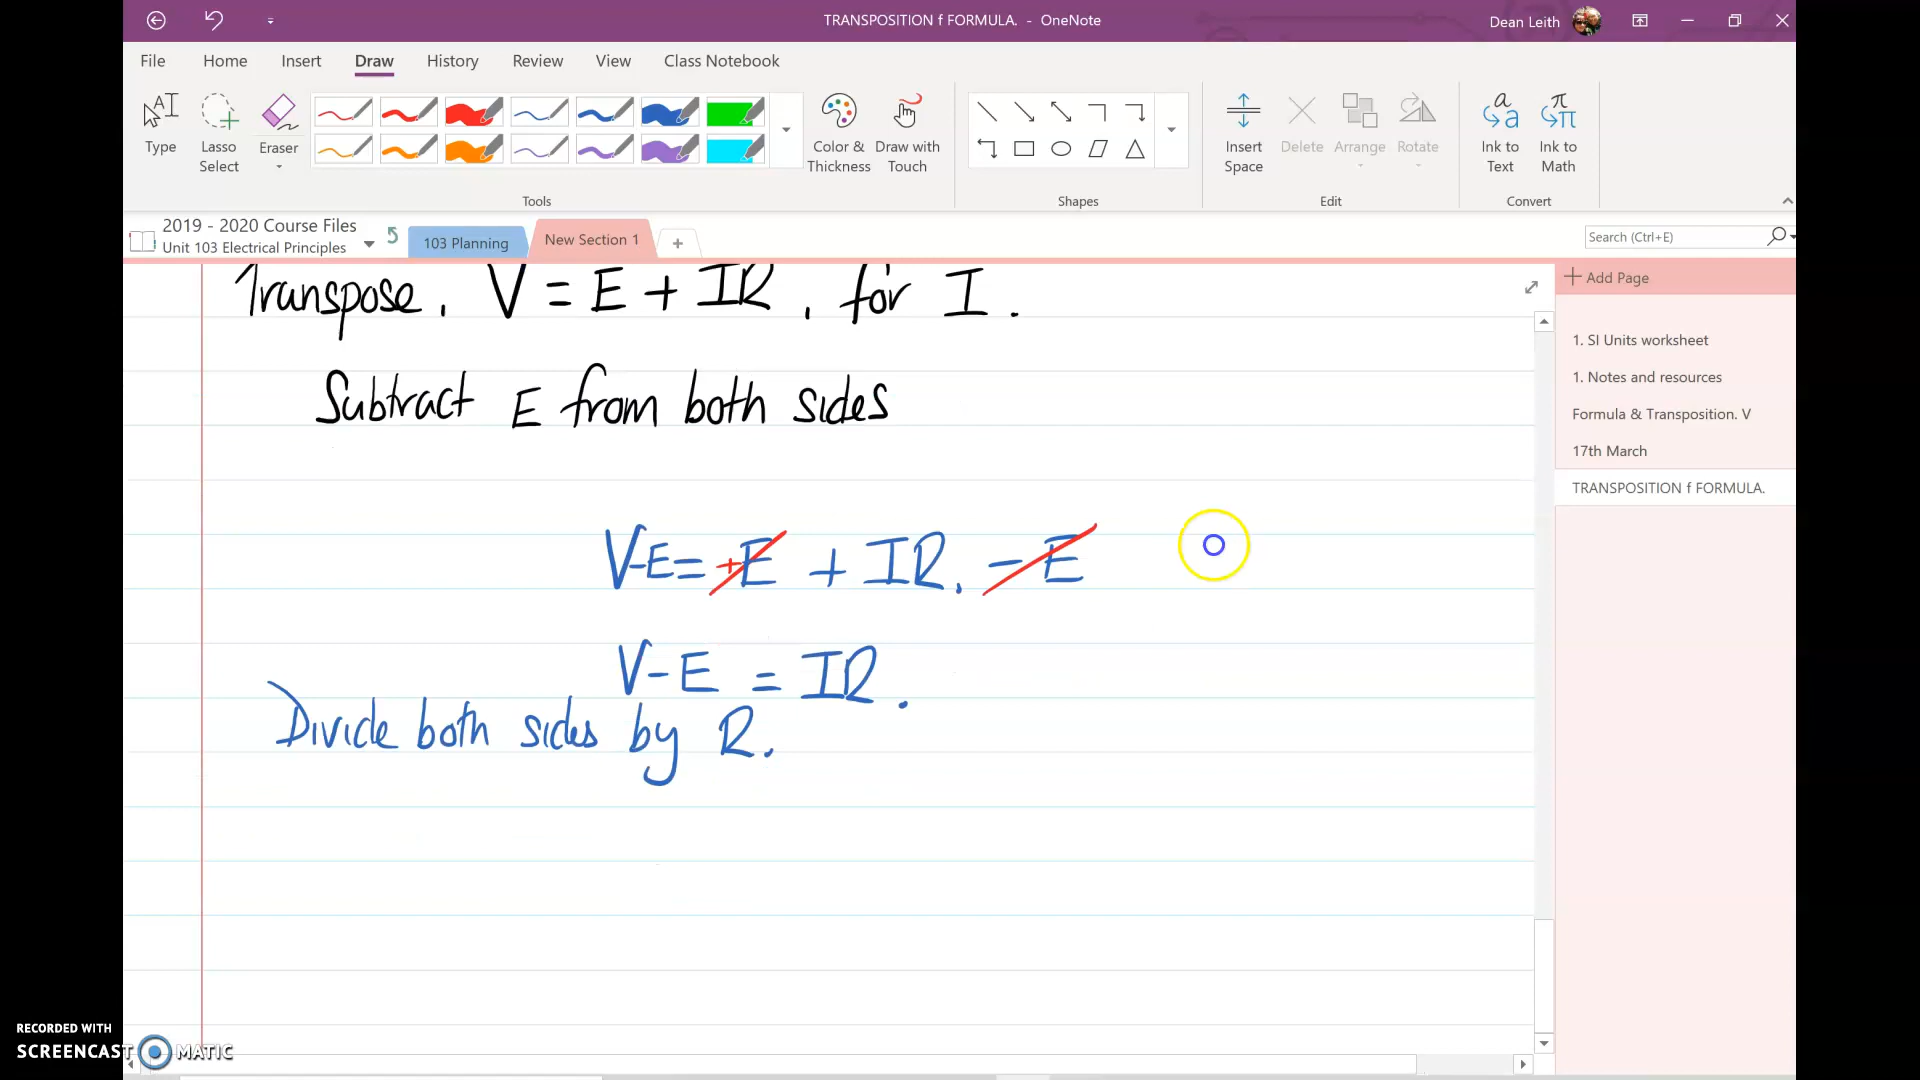 TRANSPOSITION f FORMULA. - OneNote
Dean Leith
File Home Insert Draw History Review View Class Notebook
Type
Lasso Select
Eraser
Color & Thickness
Draw with Touch
Insert Space
Delete
Arrange
Rotate
Ink to Text
Ink to Math
Tools
Shapes
Edit
Convert
2019 - 2020 Course Files
Unit 103 Electrical Principles
103 Planning
New Section 1
Search (Ctrl+E)
Transpose, V = E + IR, for I.
Subtract E from both sides
V-E = +E + IR. - E
V - E = IR.
Divide both sides by R.
Add Page
1. SI Units worksheet
1. Notes and resources
Formula & Transposition. V
17th March
TRANSPOSITION f FORMULA.
RECORDED WITH
SCREENCAST MATIC